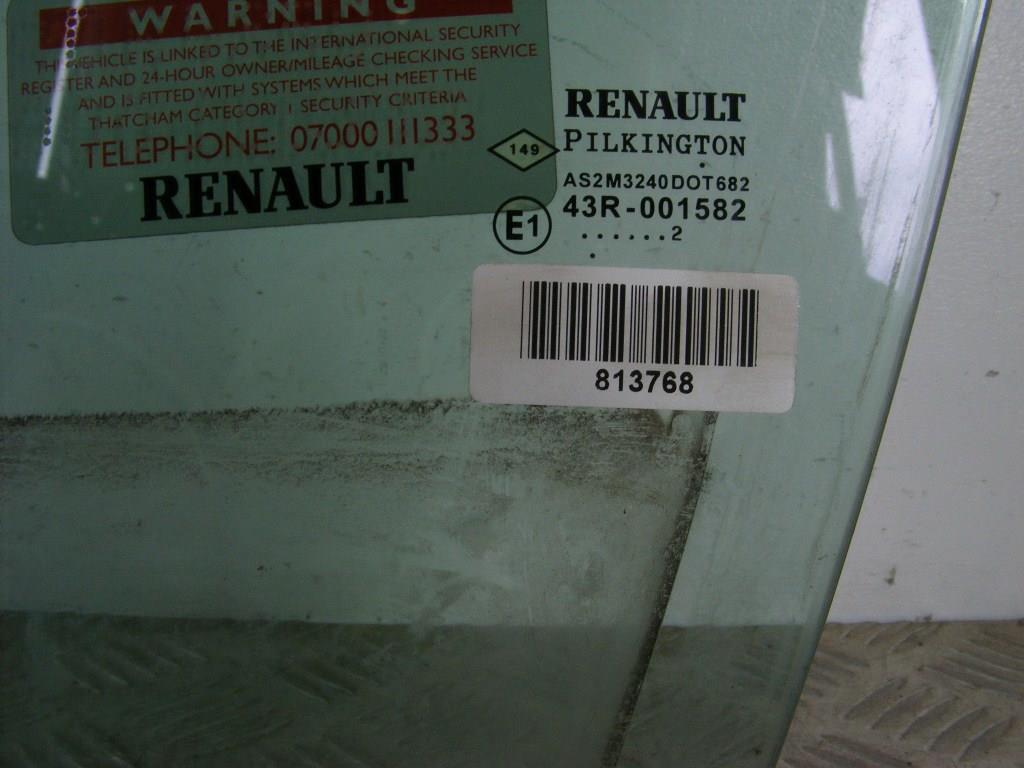 WARNING
THE VEHICLE IS LINKED TO THE INTERNATIONAL SECURITY
REGISTER AND 24-HOUR OWNER/MILEAGE CHECKING SERVICE
AND IS FITTED WITH SYSTEMS WHICH MEET THE
THATCHAM CATEGORY 1 SECURITY CRITERIA
TELEPHONE: 07000 111333
RENAULT
RENAULT
149 PILKINGTON
AS2M3240DOT682
E1 43R-001582
......2
813768